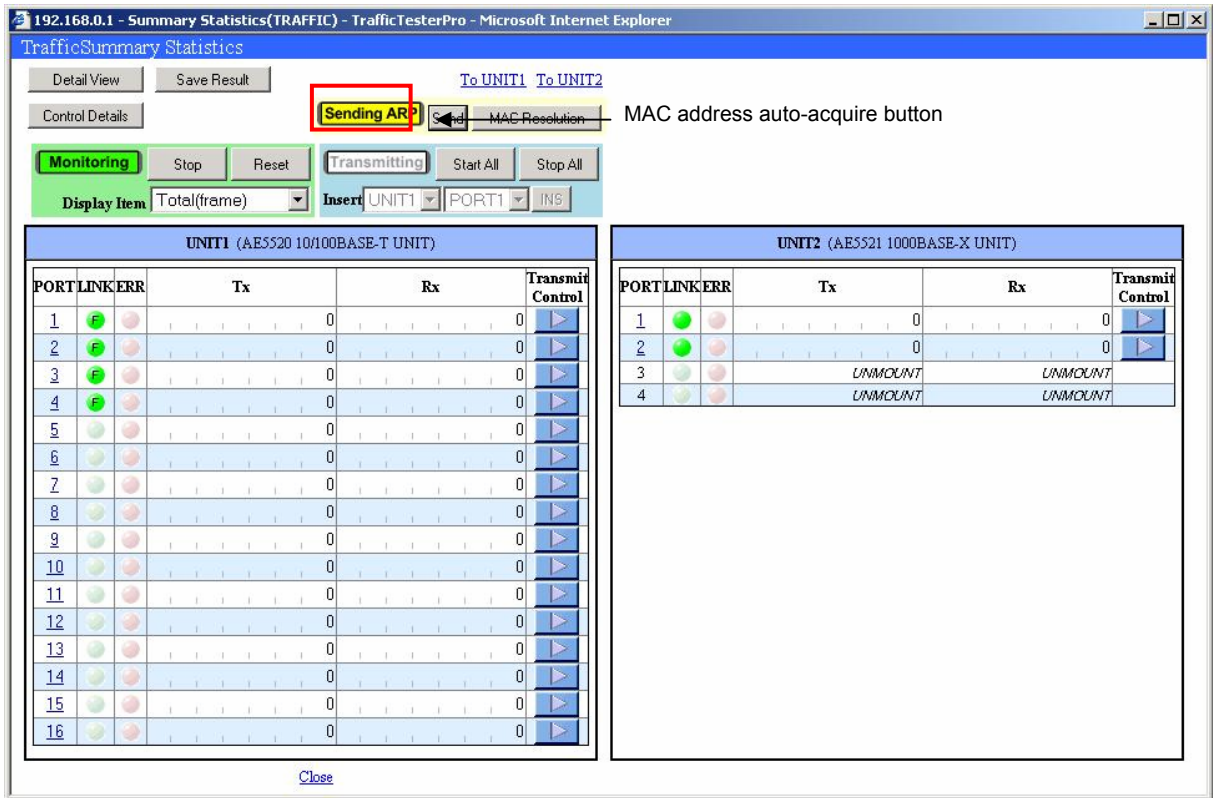 192.168.0.1 - Summary Statistics(TRAFFIC) - TrafficTesterPro - Microsoft Internet Explorer
TrafficSummary Statistics
Detail View Save Result To UNIT1 To UNIT2
Control Details Sending ARP Send MAC Resolution MAC address auto-acquire button
Monitoring Stop Reset Transmitting Start All Stop All
Display Item Total(frame) Insert UNIT1 PORT1 INS
UNIT1 (AE5520 10/100BASE-T UNIT)
PORT LINK ERR Tx Rx Transmit Control
1 F 0 0
2 F 0 0
3 F 0 0
4 F 0 0
5 0 0
6 0 0
7 0 0
8 0 0
9 0 0
10 0 0
11 0 0
12 0 0
13 0 0
14 0 0
15 0 0
16 0 0
UNIT2 (AE5521 1000BASE-X UNIT)
PORT LINK ERR Tx Rx Transmit Control
1 0 0
2 0 0
3 UNMOUNT UNMOUNT
4 UNMOUNT UNMOUNT
Close